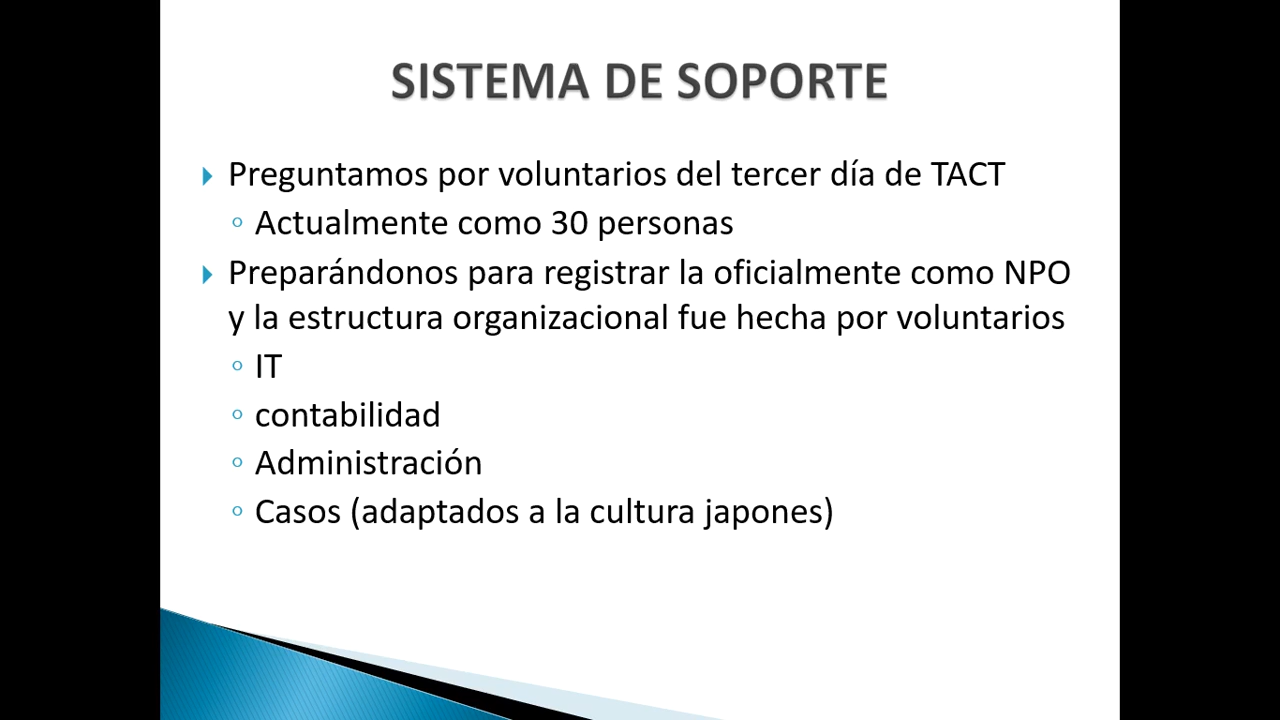 SISTEMA DE SOPORTE
Preguntamos por voluntarios del tercer día de TACT
Actualmente como 30 personas
Preparándonos para registrar la oficialmente como NPO
y la estructura organizacional fue hecha por voluntarios
IT
contabilidad
Administración
Casos (adaptados a la cultura japones)